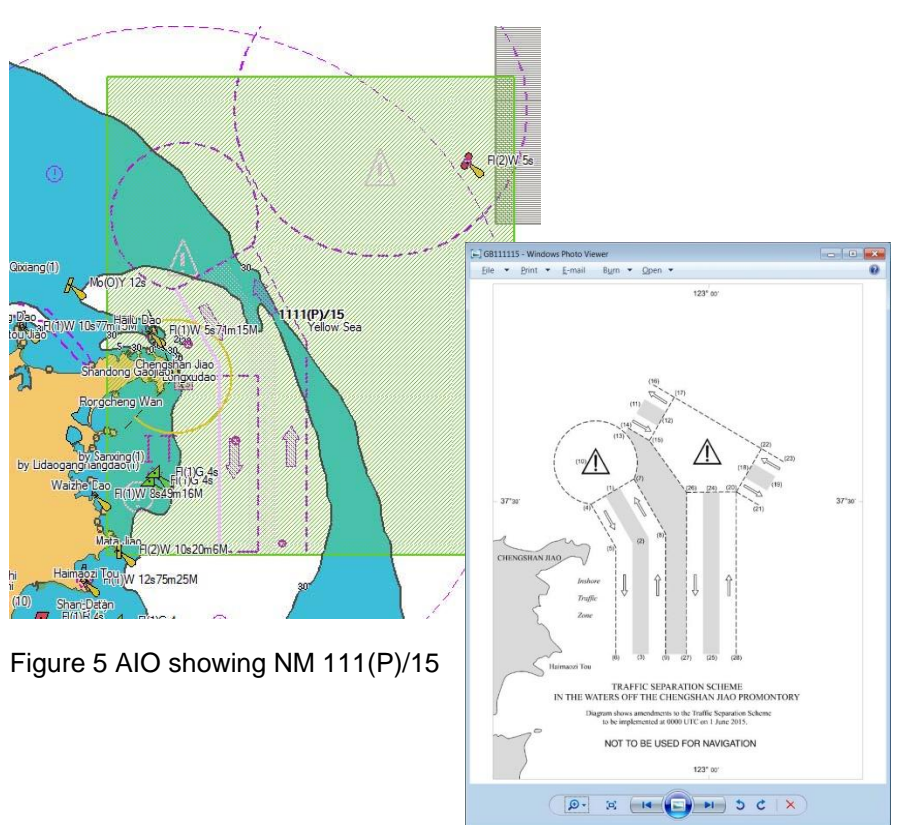 Fl(2)W 5s
Qixiang(1)
Mo(O)Y 12s
1111(P)/15
Yellow Sea
Hailu Dao
Fl(1)W 10s77m15M
Fl(1)W 5s71m15M
30
Chengshan Jiao
Shandong Gaojiao
Longxudao
Rongcheng Wan
by Sanxing(1)
Fl(1)G 4s
Fl(1)G 4s
Waizhe Dao
Fl(1)W 8s49m16M
Mata Jiao
Fl(2)W 10s20m6M
Haimaozi Tou
W 12s75m25M
30
(10)
Shan Datan
Figure 5 AIO showing NM 111(P)/15
GB111115 - Windows Photo Viewer
File Print E-mail Burn Open
123° 00'
(16)
(17)
(11)
(12)
(14)
(13)
(15)
(22)
(23)
(10)
(18)
(7)
(19)
(1)
(26) (24) (20)
37°30' 37°30'
(4)
(21)
(8)
(2)
(5)
CHENGSHAN JIAO
Inshore
Traffic
Zone
(6) (3) (9) (27) (25) (28)
Haimaozi Tou
TRAFFIC SEPARATION SCHEME
IN THE WATERS OFF THE CHENGSHAN JIAO PROMONTORY
Diagram shows amendments to the Traffic Separation Scheme
to be implemented at 0000 UTC on 1 June 2015.
NOT TO BE USED FOR NAVIGATION
123° 00'